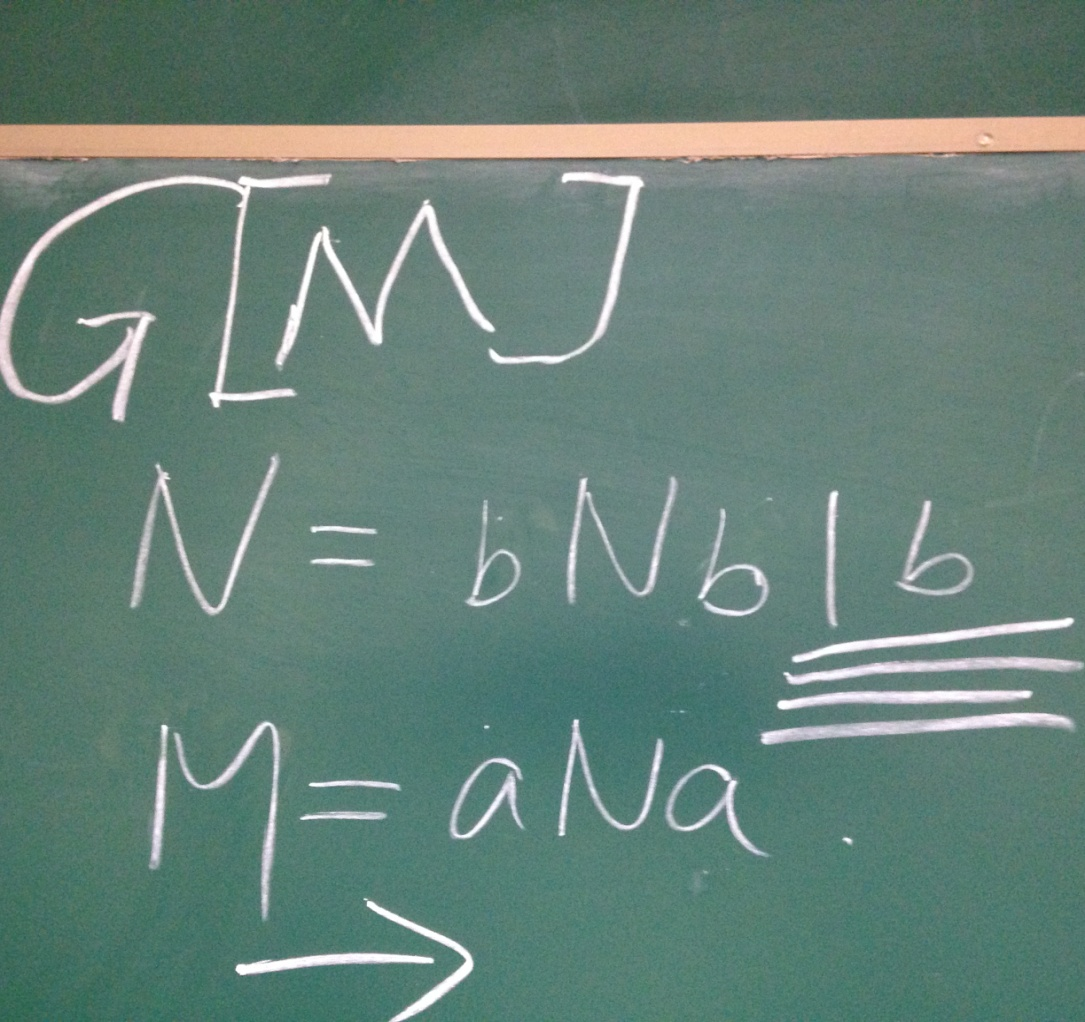 G[M]
N = bNb | b
M = aNa .
→